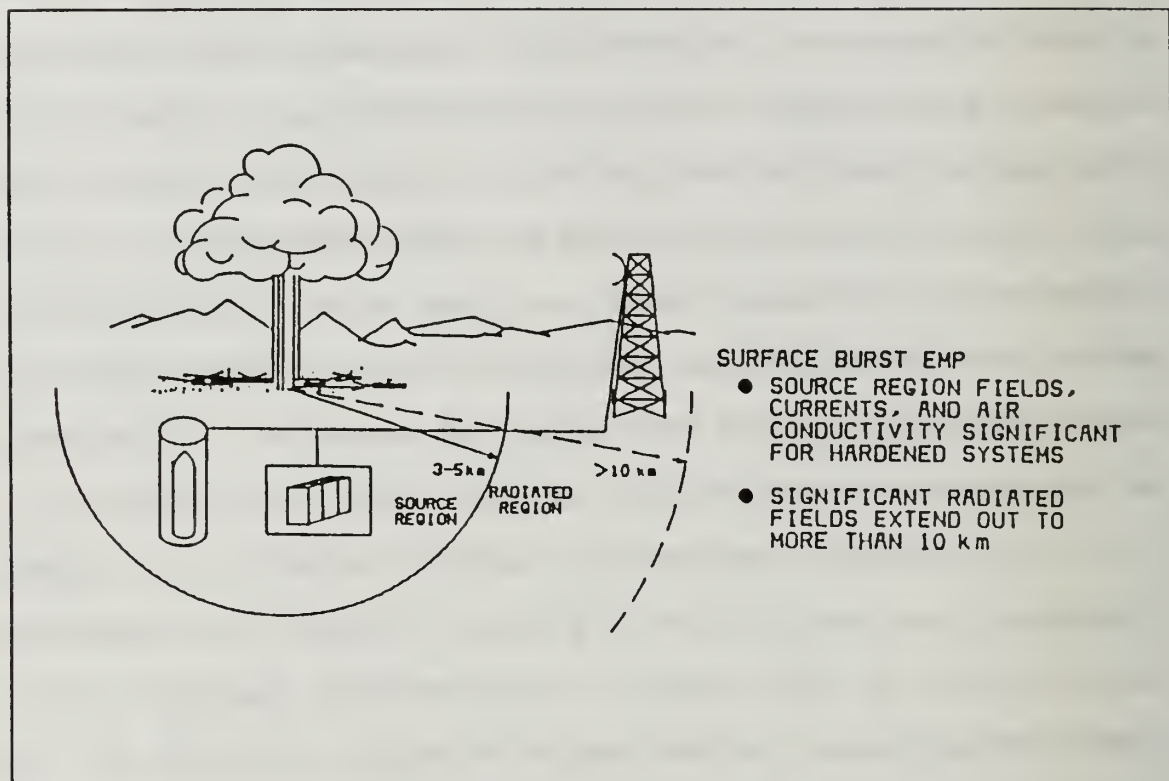 SURFACE BURST EMP
● SOURCE REGION FIELDS,
CURRENTS, AND AIR
CONDUCTIVITY SIGNIFICANT
FOR HARDENED SYSTEMS
● SIGNIFICANT RADIATED
FIELDS EXTEND OUT TO
MORE THAN 10 km
3-5 km
>10 km
SOURCE
REGION
RADIATED
REGION